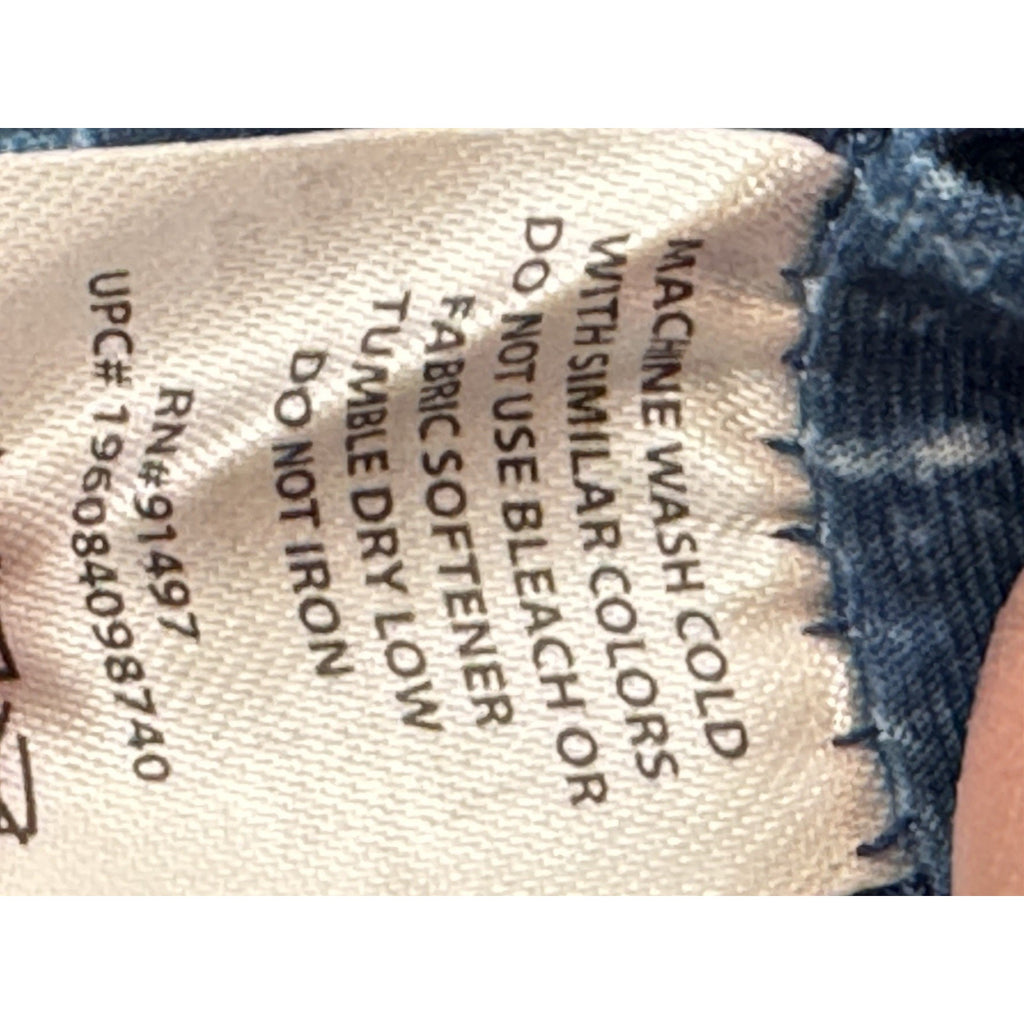 MACHINE WASH COLD
WITH SIMILAR COLORS
DO NOT USE BLEACH OR
FABRIC SOFTENER
TUMBLE DRY LOW
DO NOT IRON
RN#91497
UPC# 196084098740